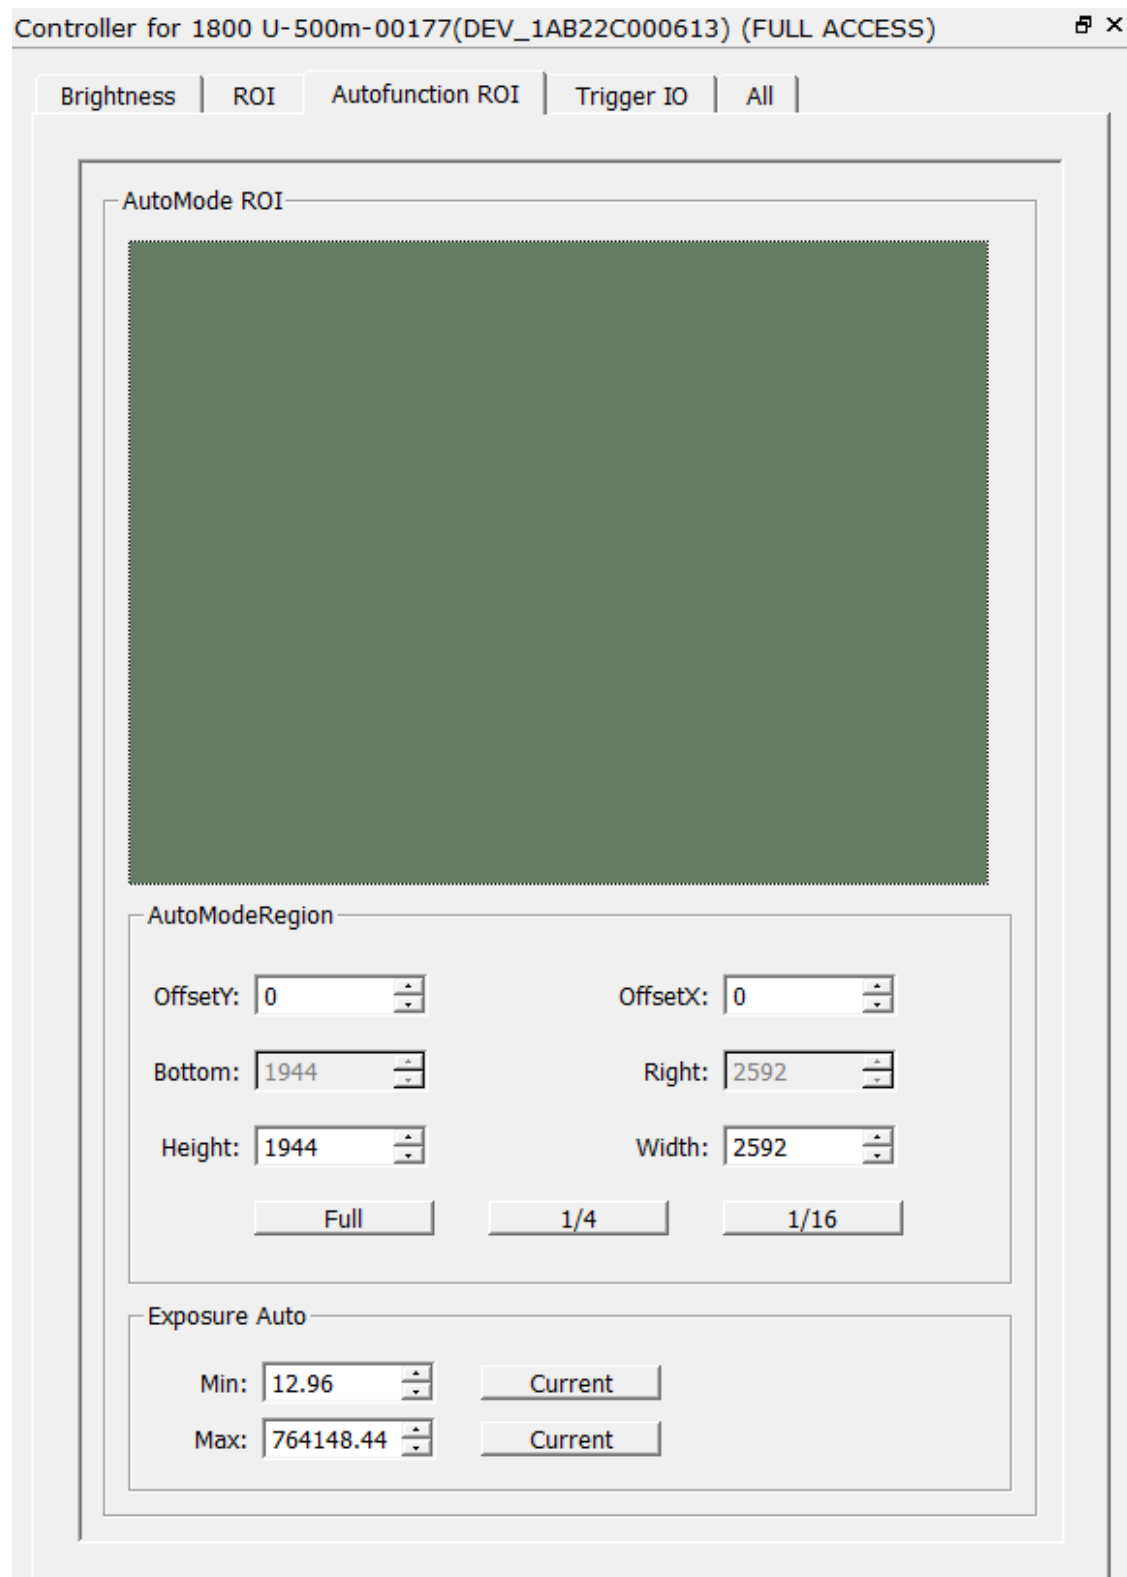 Controller for 1800 U-500m-00177(DEV_1AB22C000613) (FULL ACCESS)
Brightness ROI Autofunction ROI Trigger IO All
AutoMode ROI
AutoModeRegion
OffsetY: 0 OffsetX: 0
Bottom: 1944 Right: 2592
Height: 1944 Width: 2592
Full 1/4 1/16
Exposure Auto
Min: 12.96 Current
Max: 764148.44 Current